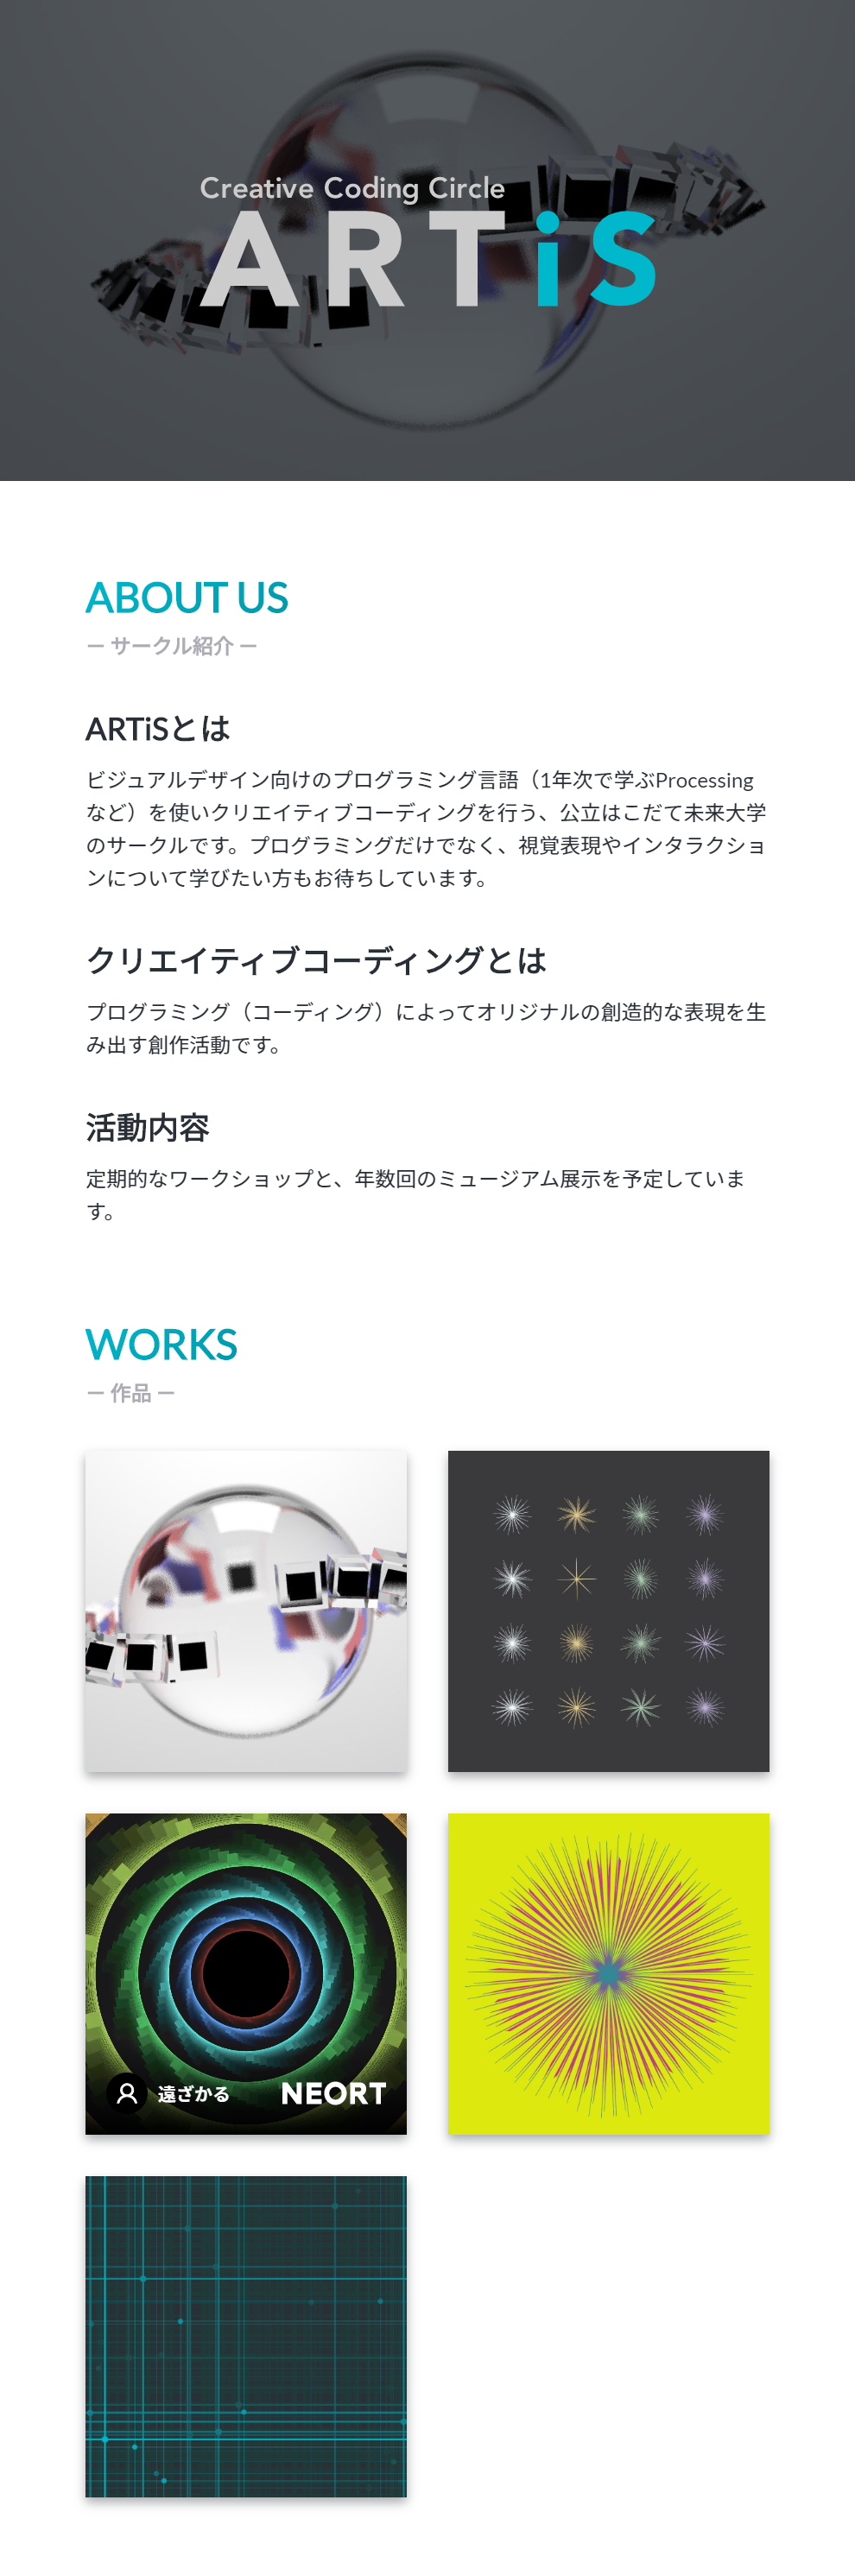 Creative Coding Circle
ARTiS
ABOUT US
ー サークル紹介 ー
ARTiSとは
ビジュアルデザイン向けのプログラミング言語（1年次で学ぶProcessing
など）を使いクリエイティブコーディングを行う、公立はこだて未来大学
のサークルです。プログラミングだけでなく、視覚表現やインタラクショ
ンについて学びたい方もお待ちしています。
クリエイティブコーディングとは
プログラミング（コーディング）によってオリジナルの創造的な表現を生
み出す創作活動です。
活動内容
定期的なワークショップと、年数回のミュージアム展示を予定していま
す。
WORKS
ー 作品 ー
遠ざかる
NEORT